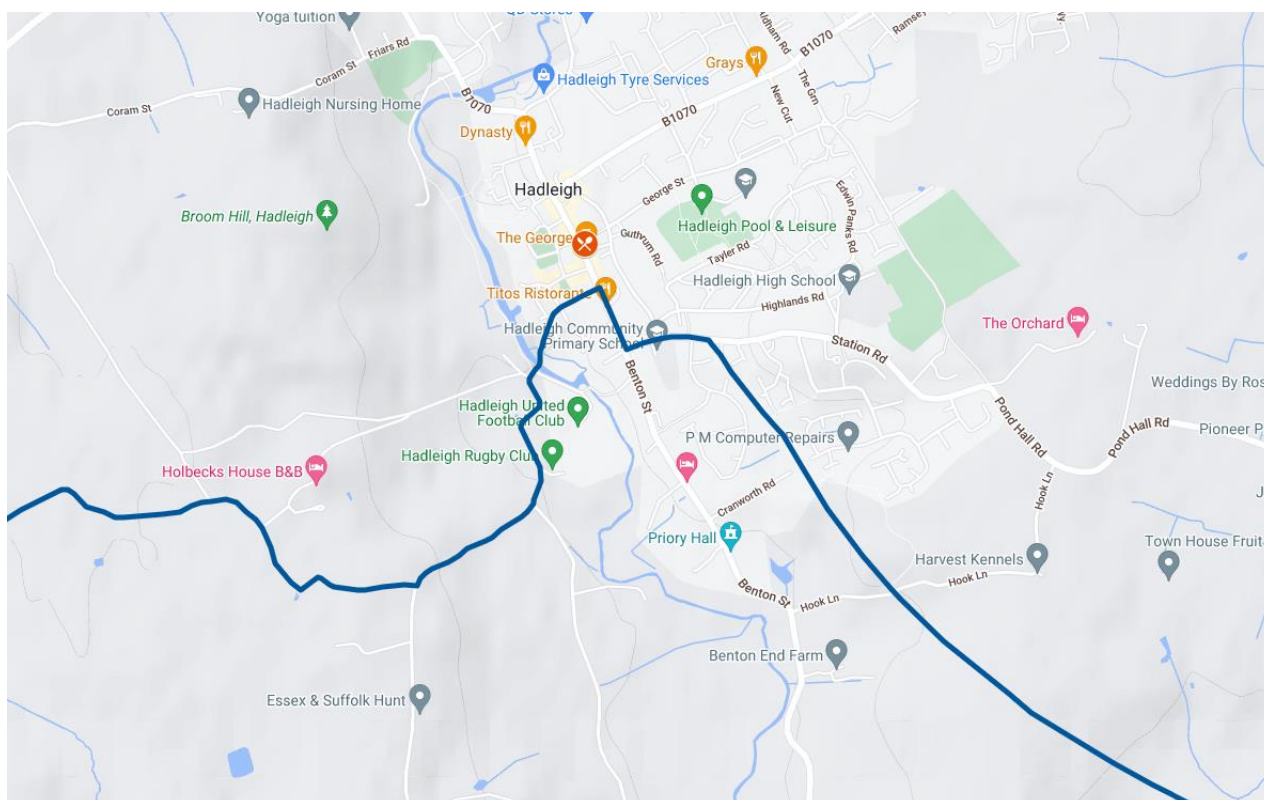 Yoga tuition
Friars Rd
Coram St
Coram St
Hadleigh Nursing Home
B1070
Hadleigh Tyre Services
Grays
B1070
B1070
The Grn
New Cut
Dynasty
Hadleigh
George St
Edwin Panks Rd
Broom Hill, Hadleigh
Hadleigh Pool & Leisure
The George
Guthrum Rd
Tayler Rd
Hadleigh High School
Titos Ristorante
Highlands Rd
The Orchard
Hadleigh Community
Primary School
Station Rd
Benton St
Weddings By Ros
Hadleigh United
Football Club
Pond Hall Rd
Pond Hall Rd
Pioneer P
P M Computer Repairs
Hadleigh Rugby Club
Holbecks House B&B
Hook Ln
Cranworth Rd
Priory Hall
Town House Fruit
Harvest Kennels
Hook Ln
Benton St
Hook Ln
Benton End Farm
Essex & Suffolk Hunt